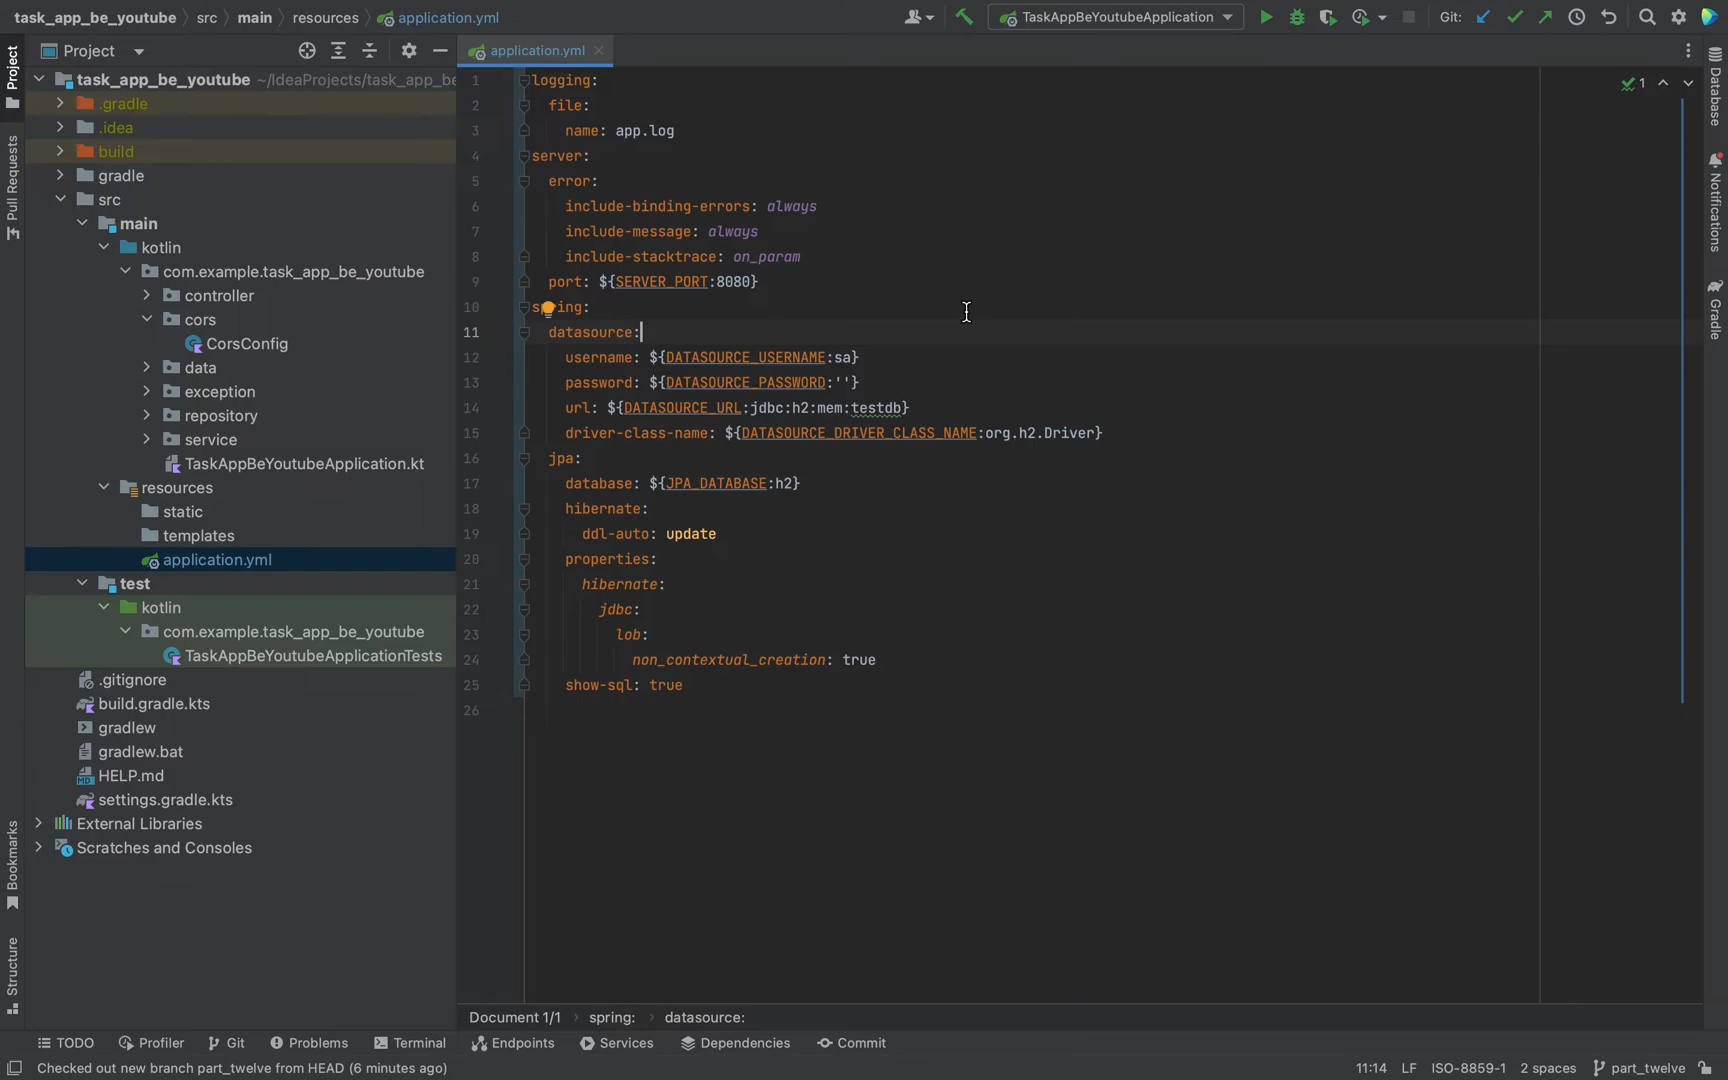 task_app_be_youtube src main resources application.yml
TaskAppBeYoutubeApplication
Git:
Project
application.yml
Project
Pull Requests
Bookmarks
Structure
task_app_be_youtube ~/IdeaProjects/task_app_be
.gradle
.idea
build
gradle
src
main
kotlin
com.example.task_app_be_youtube
controller
cors
CorsConfig
data
exception
repository
service
TaskAppBeYoutubeApplication.kt
resources
static
templates
application.yml
test
kotlin
com.example.task_app_be_youtube
TaskAppBeYoutubeApplicationTests
.gitignore
build.gradle.kts
gradlew
gradlew.bat
HELP.md
settings.gradle.kts
External Libraries
Scratches and Consoles
1 logging:
2 file:
3 name: app.log
4 server:
5 error:
6 include-binding-errors: always
7 include-message: always
8 include-stacktrace: on_param
9 port: ${SERVER_PORT:8080}
10 spring:
11 datasource:
12 username: ${DATASOURCE_USERNAME:sa}
13 password: ${DATASOURCE_PASSWORD:''}
14 url: ${DATASOURCE_URL:jdbc:h2:mem:testdb}
15 driver-class-name: ${DATASOURCE_DRIVER_CLASS_NAME:org.h2.Driver}
16 jpa:
17 database: ${JPA_DATABASE:h2}
18 hibernate:
19 ddl-auto: update
20 properties:
21 hibernate:
22 jdbc:
23 lob:
24 non_contextual_creation: true
25 show-sql: true
26
1
Database
Notifications
Gradle
Document 1/1 spring: datasource:
TODO Profiler Git Problems Terminal Endpoints Services Dependencies Commit
Checked out new branch part_twelve from HEAD (6 minutes ago)
11:14 LF ISO-8859-1 2 spaces part_twelve